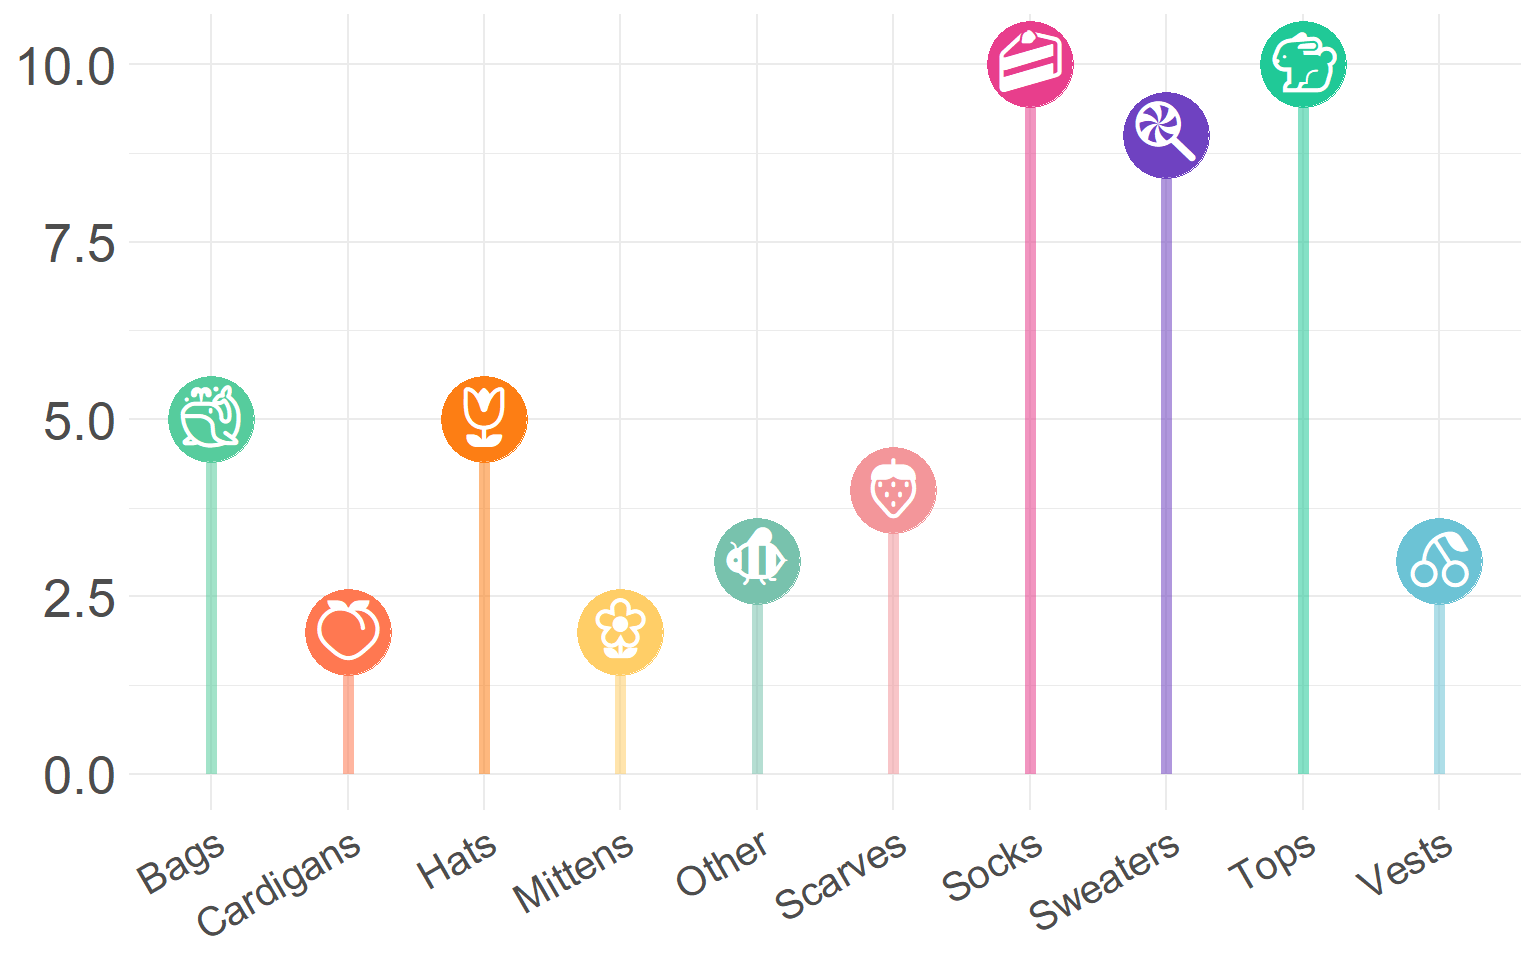 10.0
7.5
5.0
2.5
0.0
Bags
Cardigans
Hats
Mittens
Other
Scarves
Socks
Sweaters
Tops
Vests